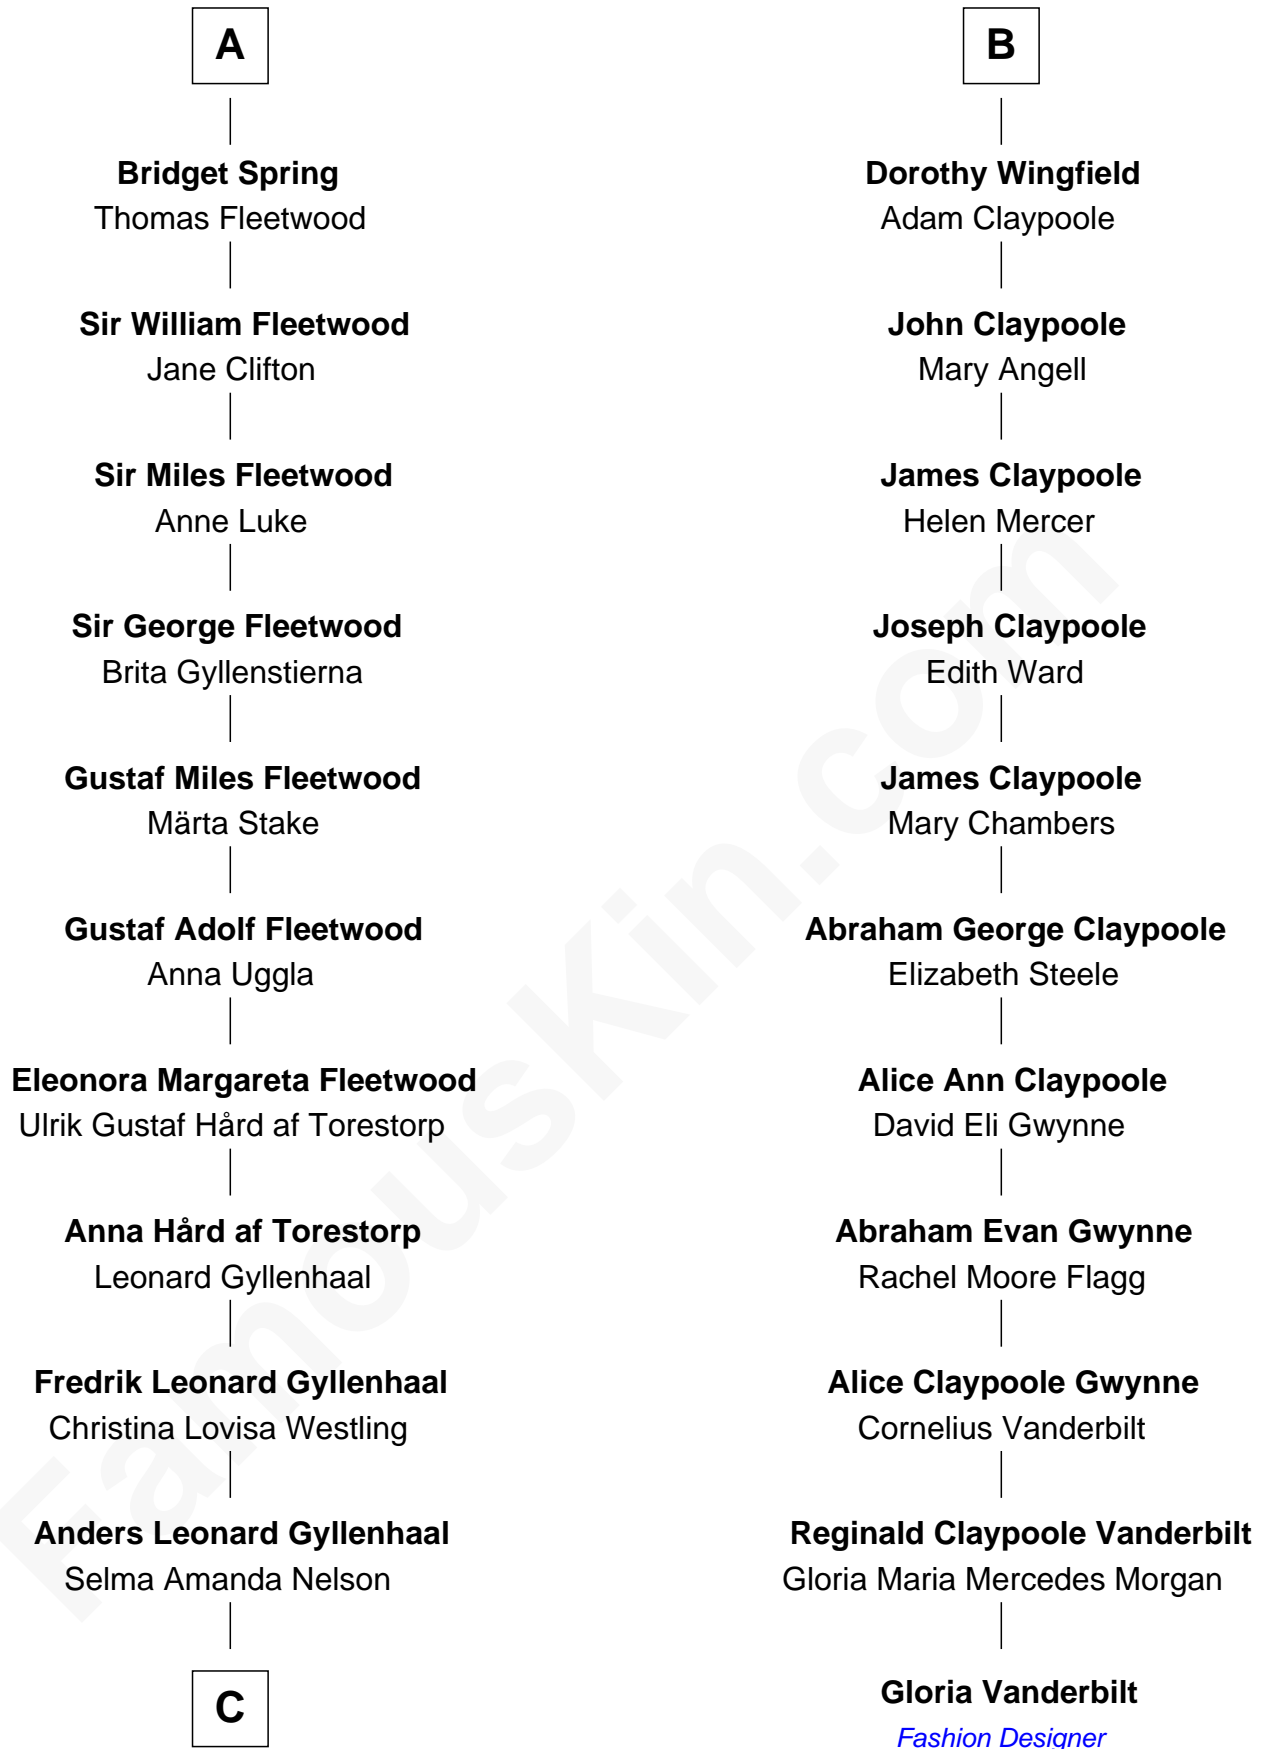 A
Bridget Spring
Thomas Fleetwood
Sir William Fleetwood
Jane Clifton
Sir Miles Fleetwood
Anne Luke
Sir George Fleetwood
Brita Gyllenstierna
Gustaf Miles Fleetwood
Märta Stake
Gustaf Adolf Fleetwood
Anna Uggla
Eleonora Margareta Fleetwood
Ulrik Gustaf Hård af Torestorp
Anna Hård af Torestorp
Leonard Gyllenhaal
Fredrik Leonard Gyllenhaal
Christina Lovisa Westling
Anders Leonard Gyllenhaal
Selma Amanda Nelson
C
B
Dorothy Wingfield
Adam Claypoole
John Claypoole
Mary Angell
James Claypoole
Helen Mercer
Joseph Claypoole
Edith Ward
James Claypoole
Mary Chambers
Abraham George Claypoole
Elizabeth Steele
Alice Ann Claypoole
David Eli Gwynne
Abraham Evan Gwynne
Rachel Moore Flagg
Alice Claypoole Gwynne
Cornelius Vanderbilt
Reginald Claypoole Vanderbilt
Gloria Maria Mercedes Morgan
Gloria Vanderbilt
Fashion Designer
FamousKin.com